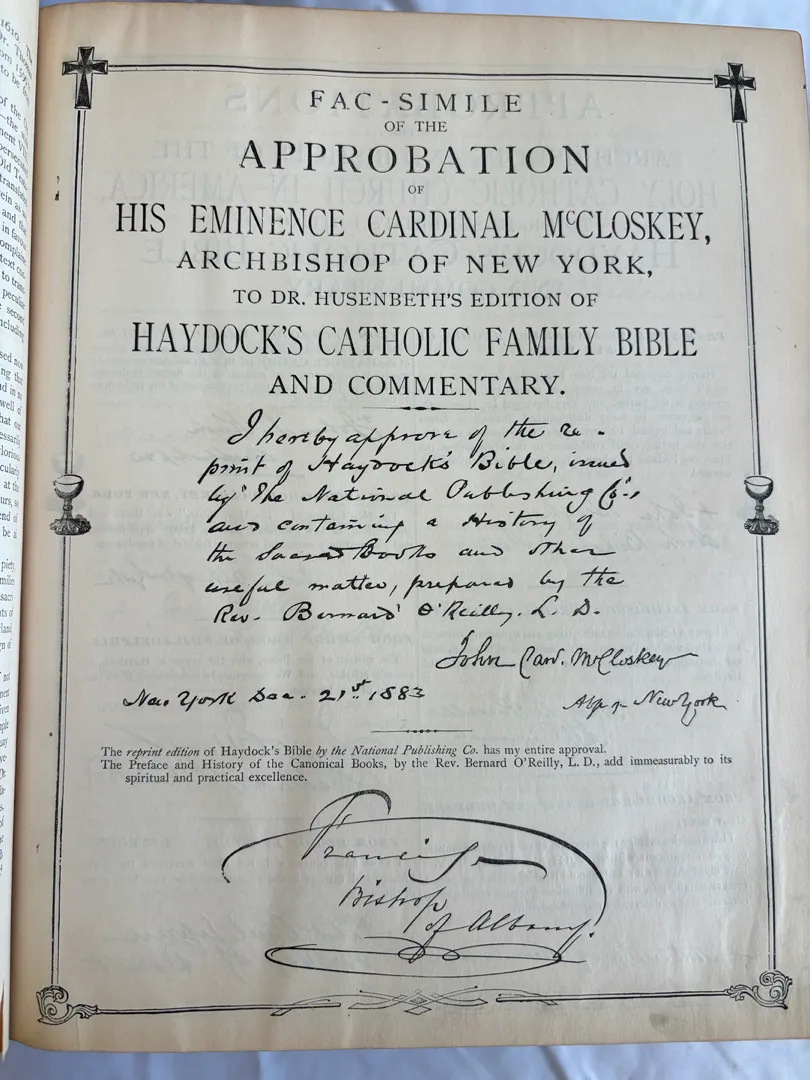 FAC-SIMILE
OF THE
APPROBATION
OF
HIS EMINENCE CARDINAL McCLOSKEY,
ARCHBISHOP OF NEW YORK,
TO DR. HUSENBETH'S EDITION OF
HAYDOCK'S CATHOLIC FAMILY BIBLE
AND COMMENTARY.
I hereby approve of the re-
print of Haydock's Bible, issued
by The National Publishing Co.,
and containing a History of
the Sacred Books and other
useful matter, prepared by the
Rev. Bernard O'Reilly. L. D.
John Card. McCloskey
New York Dec. 21st 1883
Abp of New York
The reprint edition of Haydock's Bible by the National Publishing Co. has my entire approval.
The Preface and History of the Canonical Books, by the Rev. Bernard O'Reilly, L. D., add immeasurably to its
spiritual and practical excellence.
Francis
Bishop
of Albany.